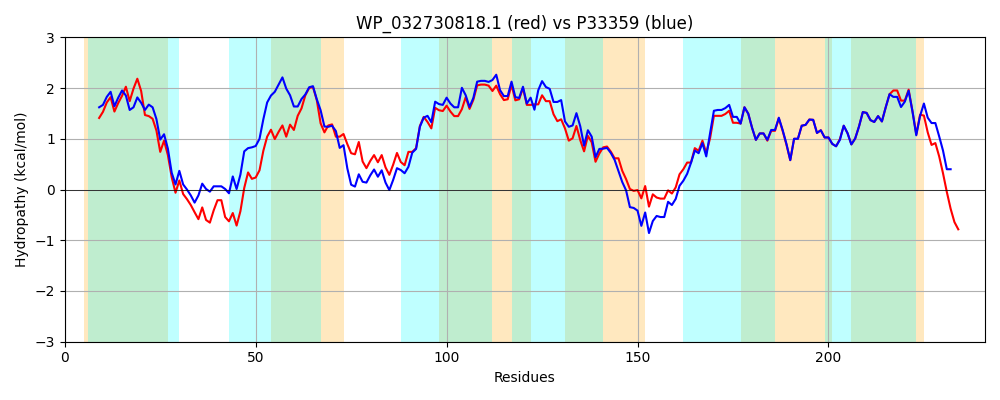 WP_032730818.1 (red) vs P33359 (blue)
3
2
1
0
−1
−2
−3
Hydropathy (kcal/mol)
0 50 100 150 200
Residues